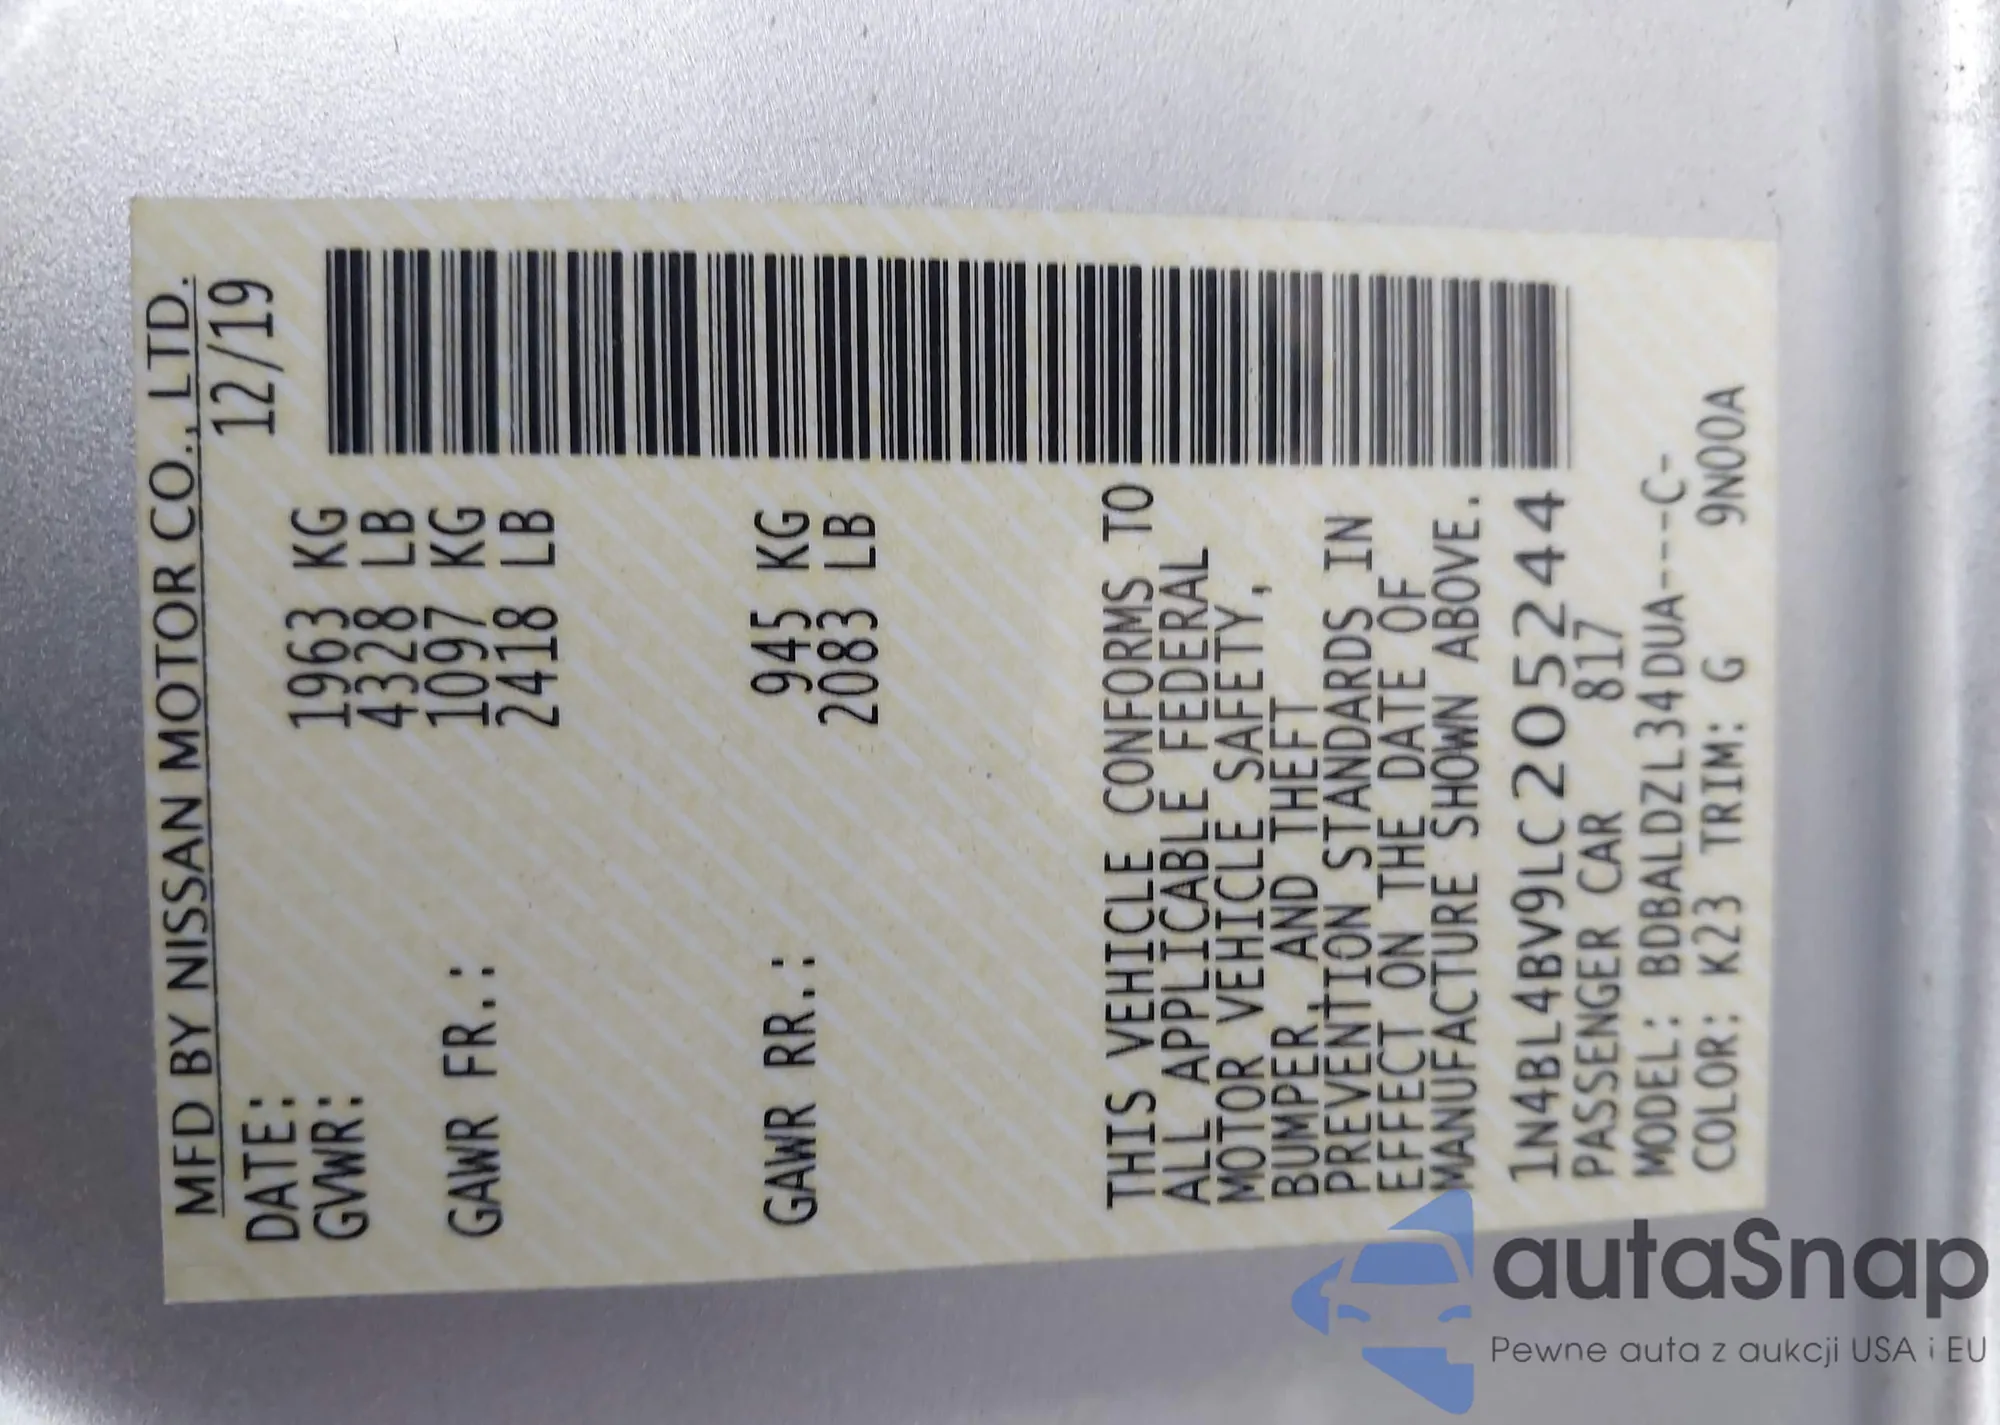 MFD BY NISSAN MOTOR CO., LTD.
DATE: 12/19
GVWR: 1963 KG
4328 LB
GAWR FR.: 1097 KG
2418 LB
GAWR RR.: 945 KG
2083 LB
THIS VEHICLE CONFORMS TO
ALL APPLICABLE FEDERAL
MOTOR VEHICLE SAFETY,
BUMPER, AND THEFT
PREVENTION STANDARDS IN
EFFECT ON THE DATE OF
MANUFACTURE SHOWN ABOVE.
1N4BL4BV9LC205244
PASSENGER CAR 817
MODEL: BDBALDZL34DUA----C-
COLOR: K23 TRIM: G 9N00A
autaSnap
Pewne auta z aukcji USA i EU